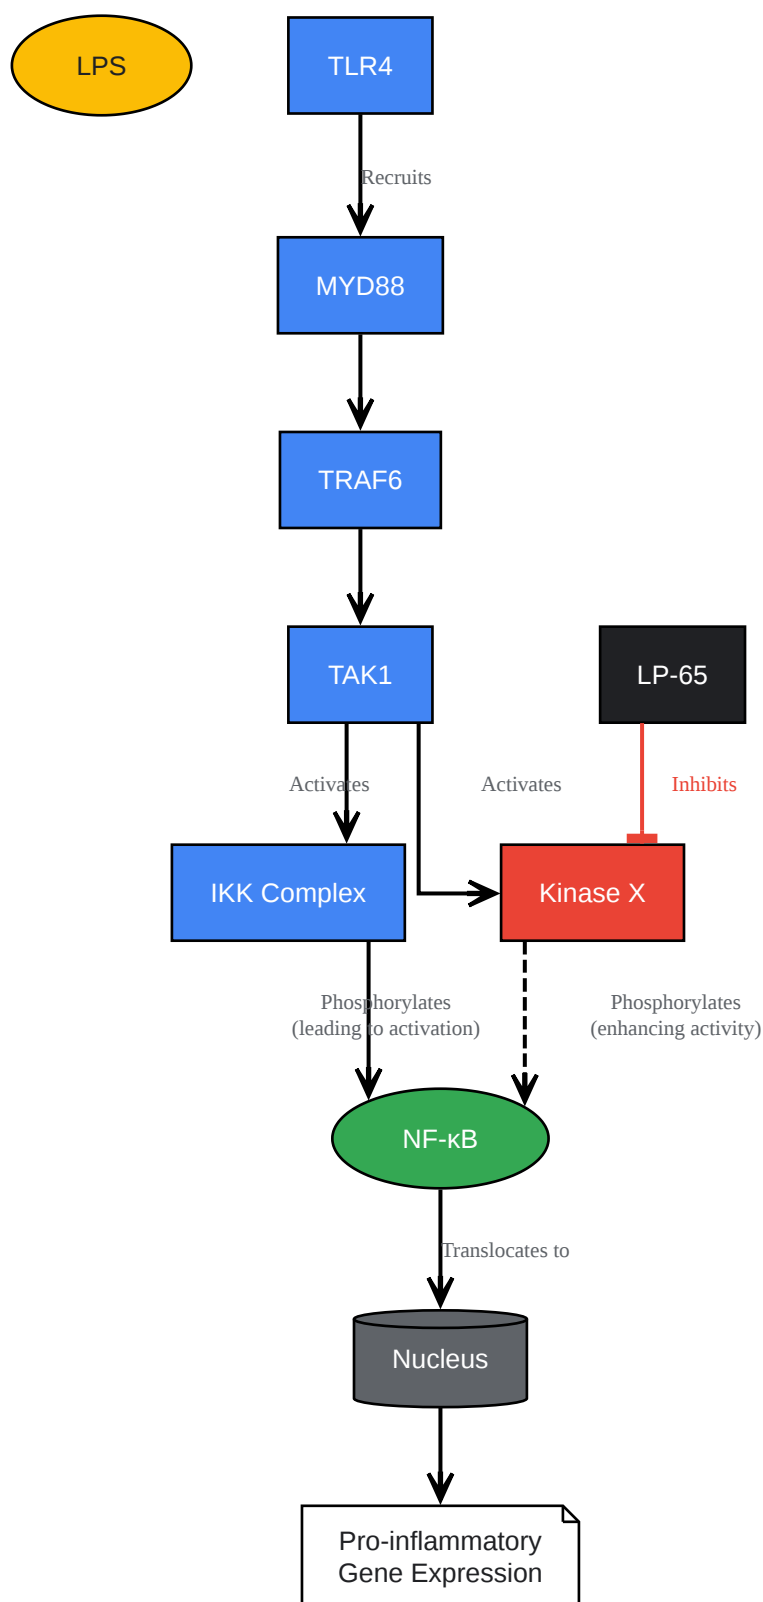 LPS
TLR4
Recruits
MYD88
TRAF6
TAK1
LP-65
Activates
Activates
Inhibits
IKK Complex
Kinase X
Phosphorylates
(leading to activation)
Phosphorylates
(enhancing activity)
NF-κB
Translocates to
Nucleus
Pro-inflammatory
Gene Expression